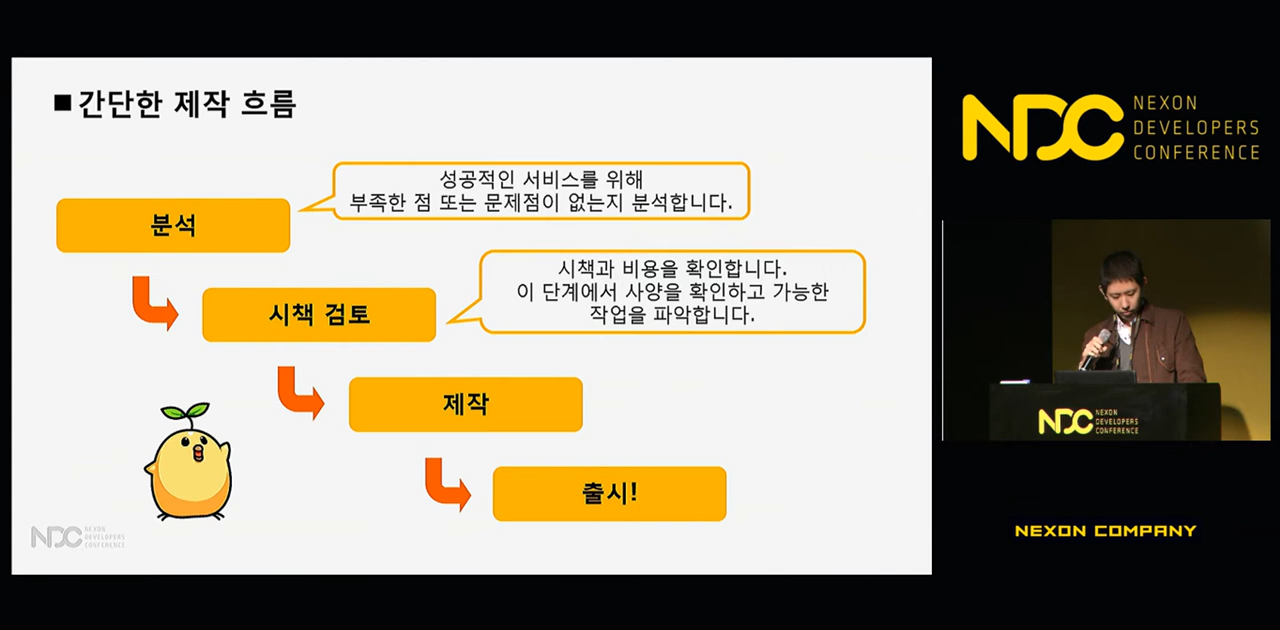 ■ 간단한 제작 흐름
성공적인 서비스를 위해
부족한 점 또는 문제점이 없는지 분석합니다.
분석
시책과 비용을 확인합니다.
이 단계에서 사양을 확인하고 가능한
작업을 파악합니다.
시책 검토
제작
출시!
NDC NEXON
DEVELOPERS
CONFERENCE
NDC NEXON
DEVELOPERS
CONFERENCE
NDC NEXON
DEVELOPERS
CONFERENCE
NEXON COMPANY